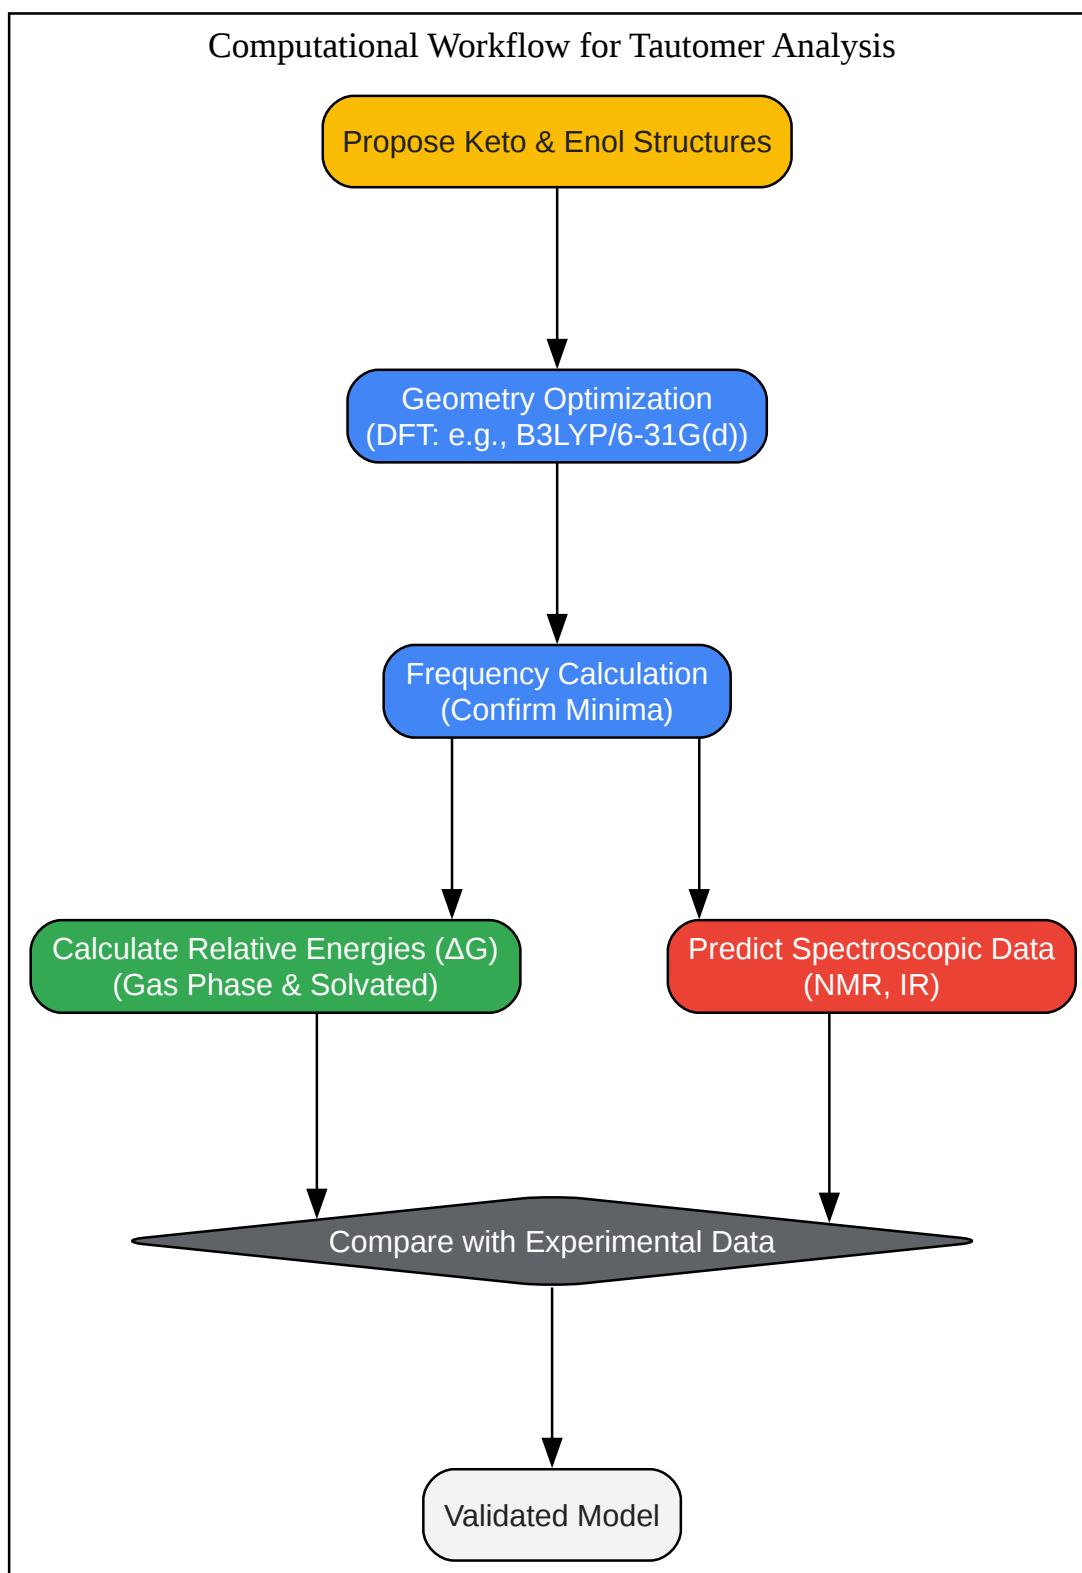 Computational Workflow for Tautomer Analysis
Propose Keto & Enol Structures
Geometry Optimization
(DFT: e.g., B3LYP/6-31G(d))
Frequency Calculation
(Confirm Minima)
Calculate Relative Energies (ΔG)
(Gas Phase & Solvated)
Predict Spectroscopic Data
(NMR, IR)
Compare with Experimental Data
Validated Model